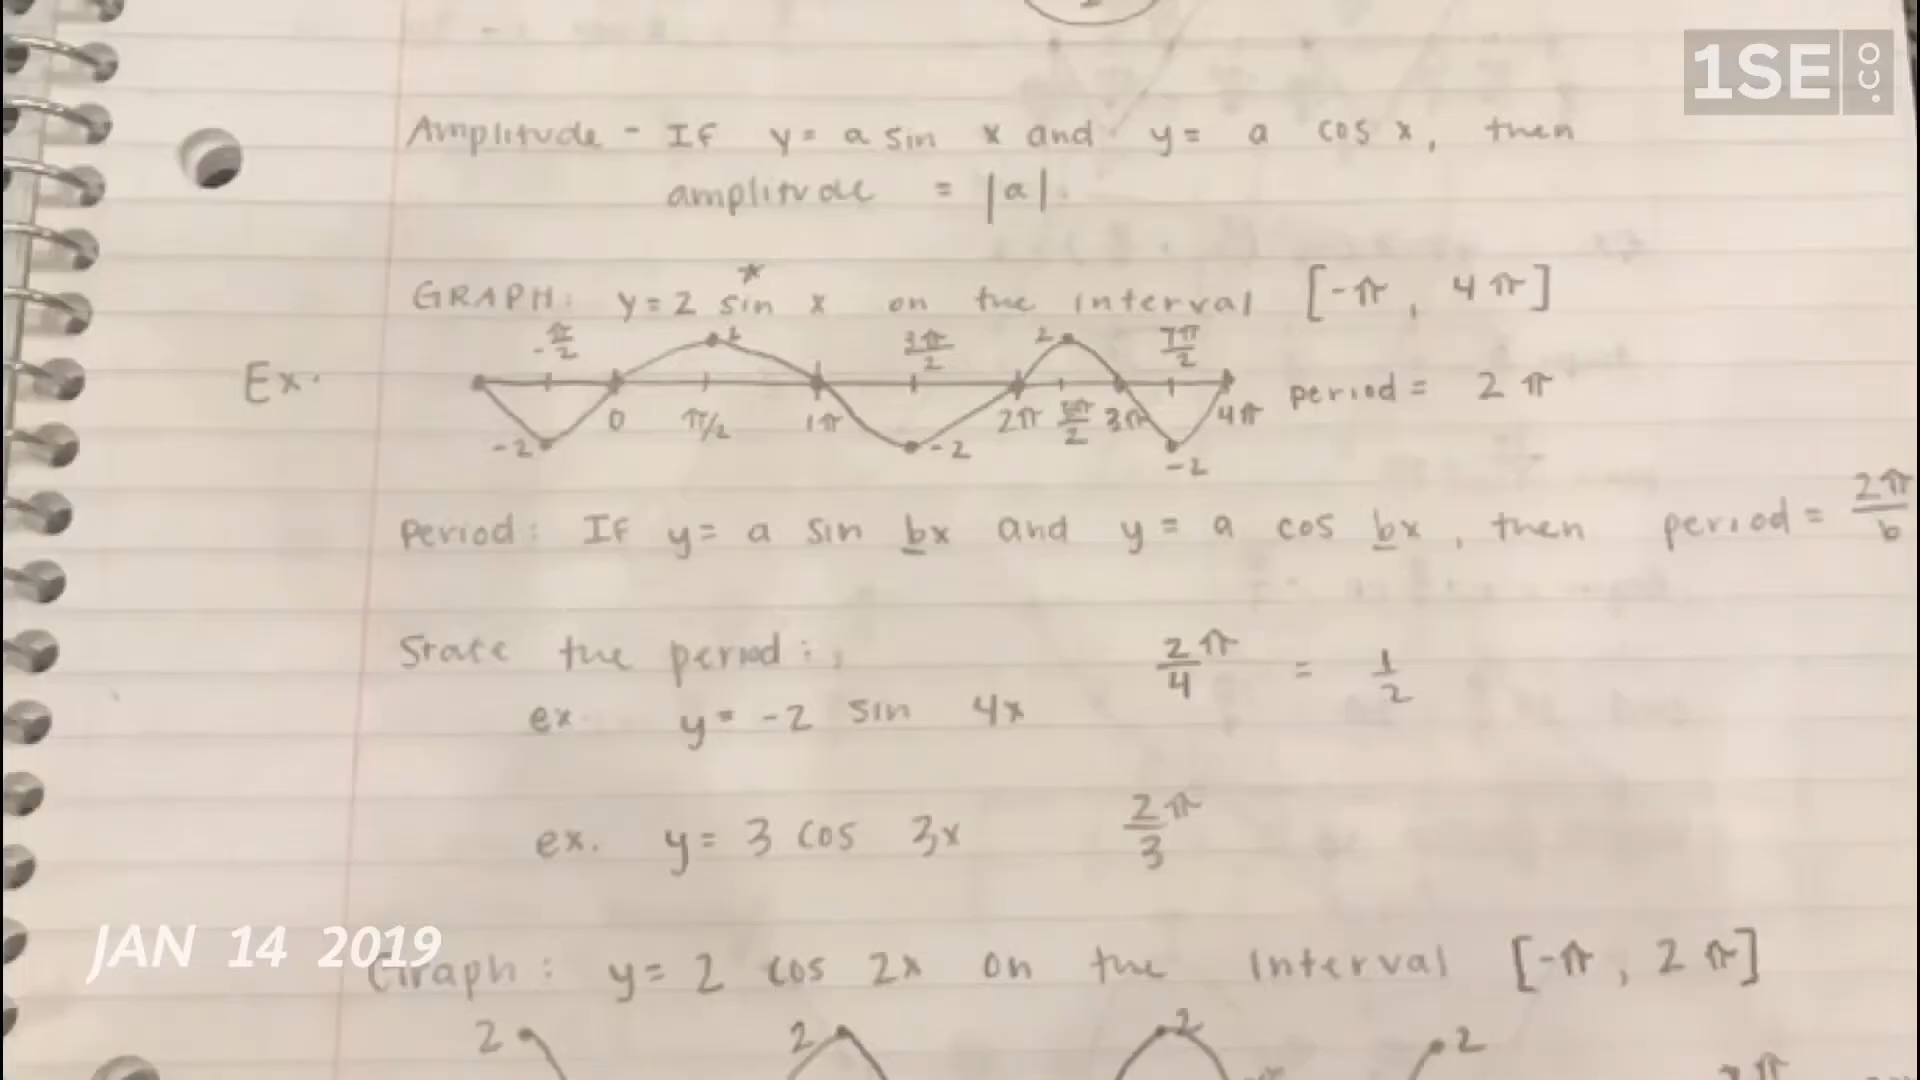 1SE.CO
Amplitude - If y = a sin x and y = a cos x, then
amplitude = |a|.
GRAPH: y = 2 sin x on the interval [-π, 4π]
*
Ex.
-π/2 2 3π/2 2 7π/2
0 π/2 1π 2π 5π/2 3π 4π
-2 -2 -2
period = 2π
Period: If y = a sin bx and y = a cos bx, then period = 2π/b
State the period:
ex y = -2 sin 4x 2π/4 = 1/2
ex. y = 3 cos 3x 2π/3
JAN 14 2019
Graph: y = 2 cos 2x on the interval [-π, 2π]
2 2 2 2